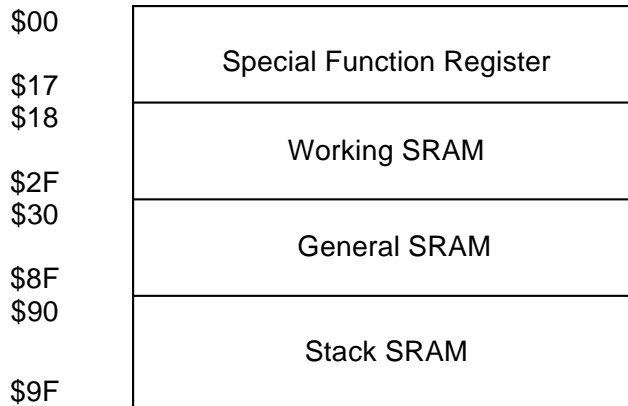 $00
Special Function Register
$17
$18
Working SRAM
$2F
$30
General SRAM
$8F
$90
Stack SRAM
$9F